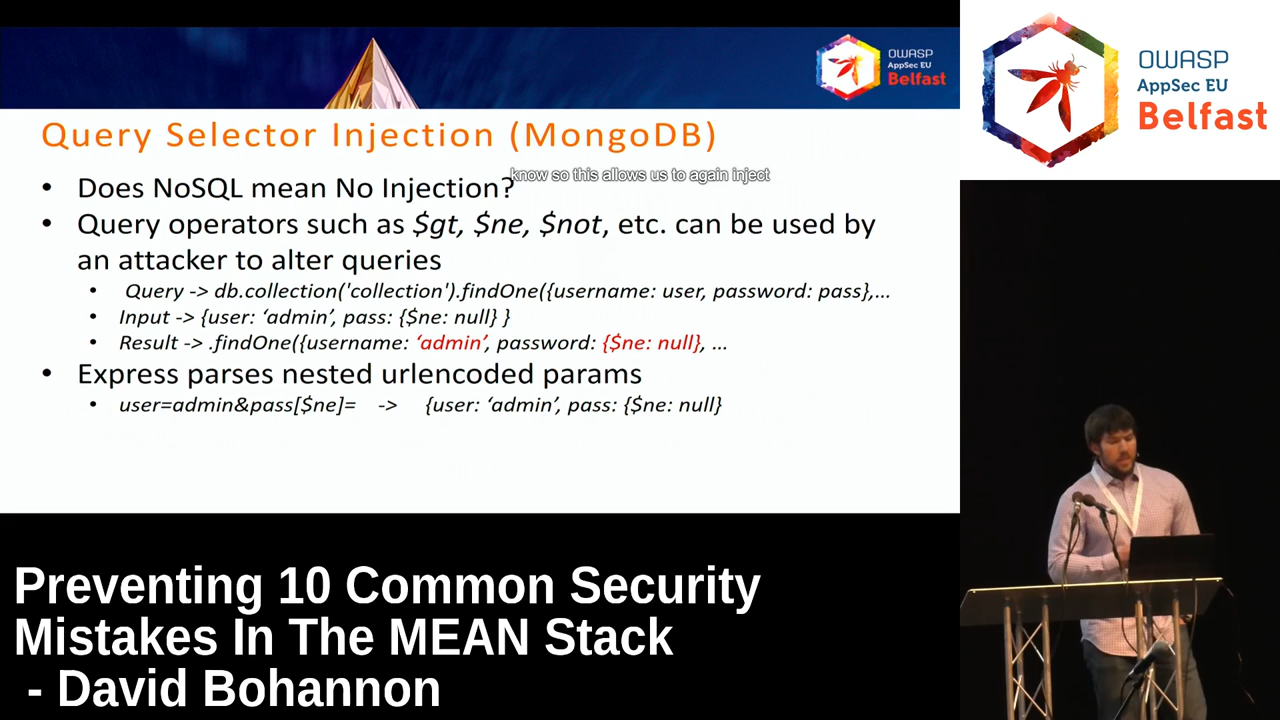 OWASP
AppSec EU
Belfast
Query Selector Injection (MongoDB)
know so this allows us to again inject
• Does NoSQL mean No Injection?
• Query operators such as $gt, $ne, $not, etc. can be used by
an attacker to alter queries
• Query -> db.collection('collection').findOne({username: user, password: pass},...
• Input -> {user: ‘admin’, pass: {$ne: null} }
• Result -> .findOne({username: ‘admin’, password: {$ne: null}, ...
• Express parses nested urlencoded params
• user=admin&pass[$ne]= -> {user: ‘admin’, pass: {$ne: null}
OWASP
AppSec EU
Belfast
Preventing 10 Common Security
Mistakes In The MEAN Stack
- David Bohannon